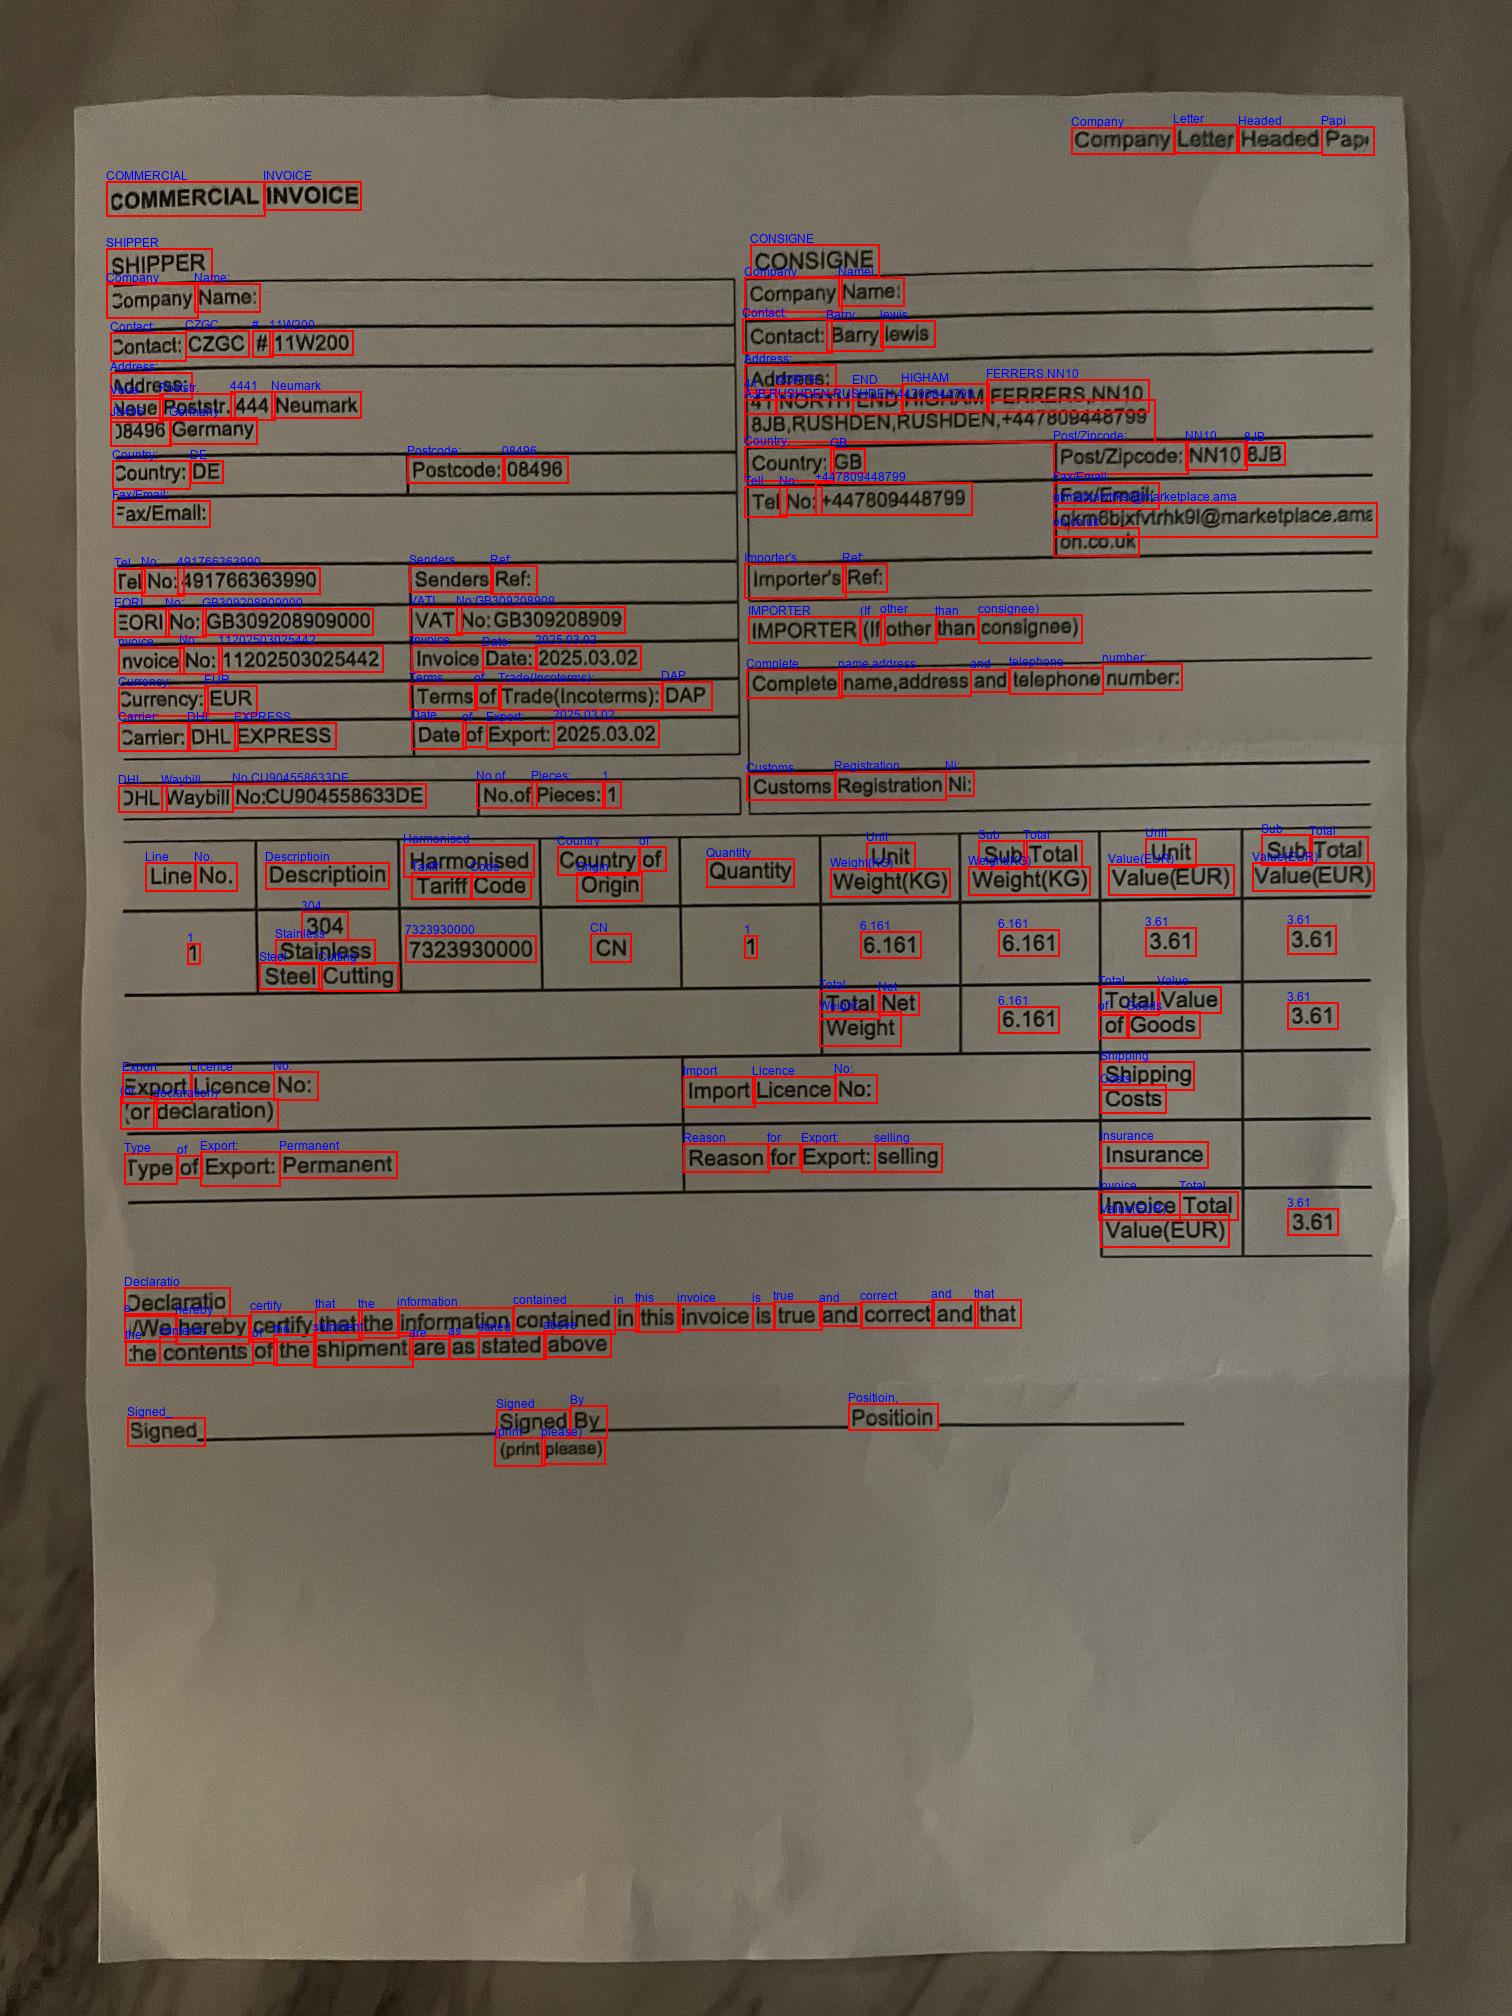 Company Letter Headed Pap
COMMERCIAL INVOICE
SHIPPER
Company Name:
Contact: CZGC #11W200
Address:
Neue Poststr. 444 Neumark
08496 Germany
Country: DE
Postcode: 08496
Fax/Email:
Tel No: 491766363990
Senders Ref:
EORI No: GB309208909000
VAT No:GB309208909
Invoice No: 11202503025442
Invoice Date: 2025.03.02
Currency: EUR
Terms of Trade(Incoterms): DAP
Carrier: DHL EXPRESS
Date of Export: 2025.03.02
DHL Waybill No:CU904558633DE
No.of Pieces: 1
CONSIGNE
Company Name:
Contact: Barry lewis
Address:
41 NORTH END HIGHAM FERRERS,NN10
8JB,RUSHDEN,RUSHDEN,+447809448799
Country: GB
Post/Zipcode: NN10 8JB
Tel No: +447809448799
Fax/Email:
gkm6bjxfvtrhk9l@marketplace.ama
on.co.uk
Importer's Ref:
IMPORTER (If other than consignee)
Complete name,address and telephone number:
Customs Registration Ni:
Line No.
Descriptioin
Harmonised
Tariff Code
Country of
Origin
Quantity
Unit
Weight(KG)
Sub Total
Weight(KG)
Unit
Value(EUR)
Sub Total
Value(EUR)
1
304
Stainless
Steel Cutting
7323930000
CN
1
6.161
6.161
3.61
3.61
Total Net
Weight
6.161
Total Value
of Goods
3.61
Export Licence No:
(or declaration)
Import Licence No:
Shipping
Costs
Type of Export: Permanent
Reason for Export: selling
Insurance
Invoice Total
Value(EUR)
3.61
Declaratio
I/We hereby certify that the information contained in this invoice is true and correct and that
the contents of the shipment are as stated above
Signed
Signed By
(print please)
Positioin